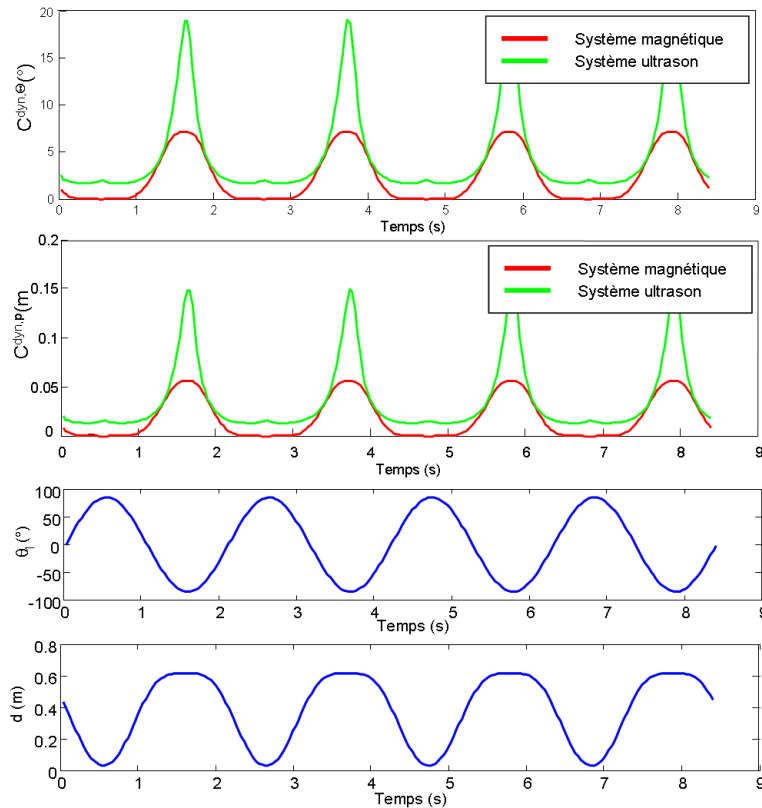 20
15
10
5
0
C^dyn,Θ(°)
Système magnétique
Système ultrason
0 1 2 3 4 5 6 7 8 9
Temps (s)
0.2
0.15
0.1
0.05
0
C^dyn,p(m
Système magnétique
Système ultrason
0 1 2 3 4 5 6 7 8 9
Temps (s)
100
50
0
-50
-100
θ_l (°)
0 1 2 3 4 5 6 7 8 9
Temps (s)
0.8
0.6
0.4
0.2
0
d (m)
0 1 2 3 4 5 6 7 8 9
Temps (s)